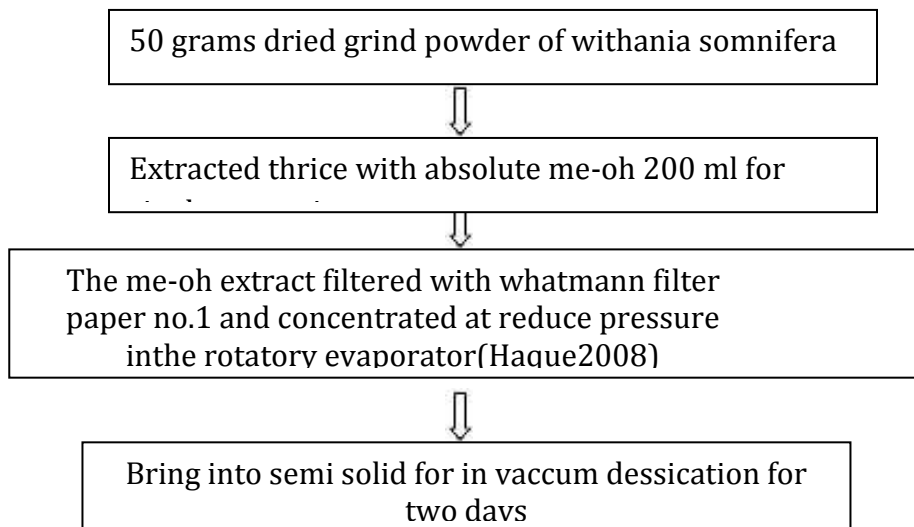 50 grams dried grind powder of withania somnifera
Extracted thrice with absolute me-oh 200 ml for
The me-oh extract filtered with whatmann filter
paper no.1 and concentrated at reduce pressure
inthe rotatory evaporator(Haque2008)
Bring into semi solid for in vaccum dessication for
two days